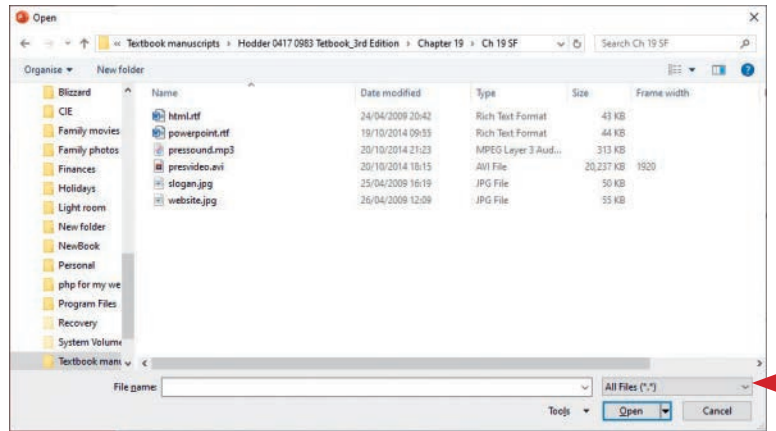 Open
« Textbook manuscripts › Hodder 0417 0983 Tetbook_3rd Edition › Chapter 19 › Ch 19 SF Search Ch 19 SF
Organise New folder
Name Date modified Type Size Frame width
Blizzard
CIE
Family movies
Family photos
Finances
Holidays
Light room
New folder
NewBook
Personal
php for my we
Program Files
Recovery
System Volume
Textbook manu
html.rtf 24/04/2009 20:42 Rich Text Format 43 KB
powerpoint.rtf 19/10/2014 09:55 Rich Text Format 44 KB
pressound.mp3 20/10/2014 21:23 MPEG Layer 3 Aud... 313 KB
presvideo.avi 20/10/2014 18:15 AVI File 20,237 KB 1920
slogan.jpg 25/04/2009 16:19 JPG File 50 KB
website.jpg 26/04/2009 12:09 JPG File 55 KB
File name: All Files (*.*)
Tools Open Cancel